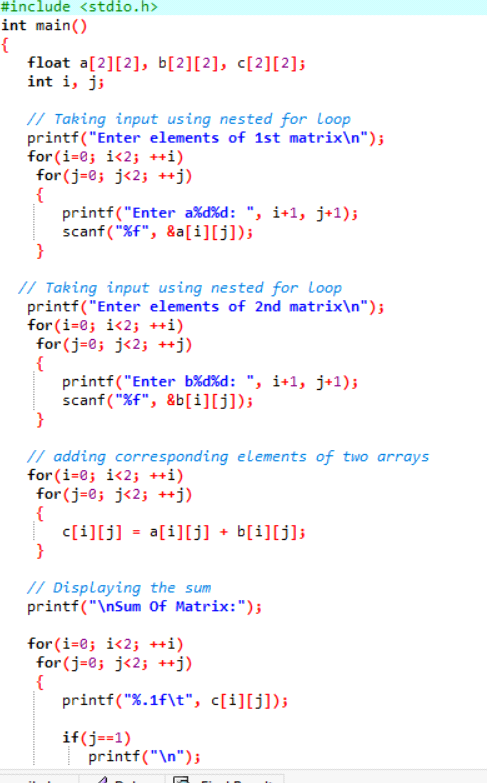 #include <stdio.h>
int main()
{
   float a[2][2], b[2][2], c[2][2];
   int i, j;

   // Taking input using nested for loop
   printf("Enter elements of 1st matrix\n");
   for(i=0; i<2; ++i)
    for(j=0; j<2; ++j)
    {
       printf("Enter a%d%d: ", i+1, j+1);
       scanf("%f", &a[i][j]);
    }

  // Taking input using nested for loop
   printf("Enter elements of 2nd matrix\n");
   for(i=0; i<2; ++i)
    for(j=0; j<2; ++j)
    {
       printf("Enter b%d%d: ", i+1, j+1);
       scanf("%f", &b[i][j]);
    }

   // adding corresponding elements of two arrays
   for(i=0; i<2; ++i)
    for(j=0; j<2; ++j)
    {
       c[i][j] = a[i][j] + b[i][j];
    }

   // Displaying the sum
   printf("\nSum Of Matrix:");

   for(i=0; i<2; ++i)
    for(j=0; j<2; ++j)
    {
       printf("%.1f\t", c[i][j]);

       if(j==1)
          printf("\n");